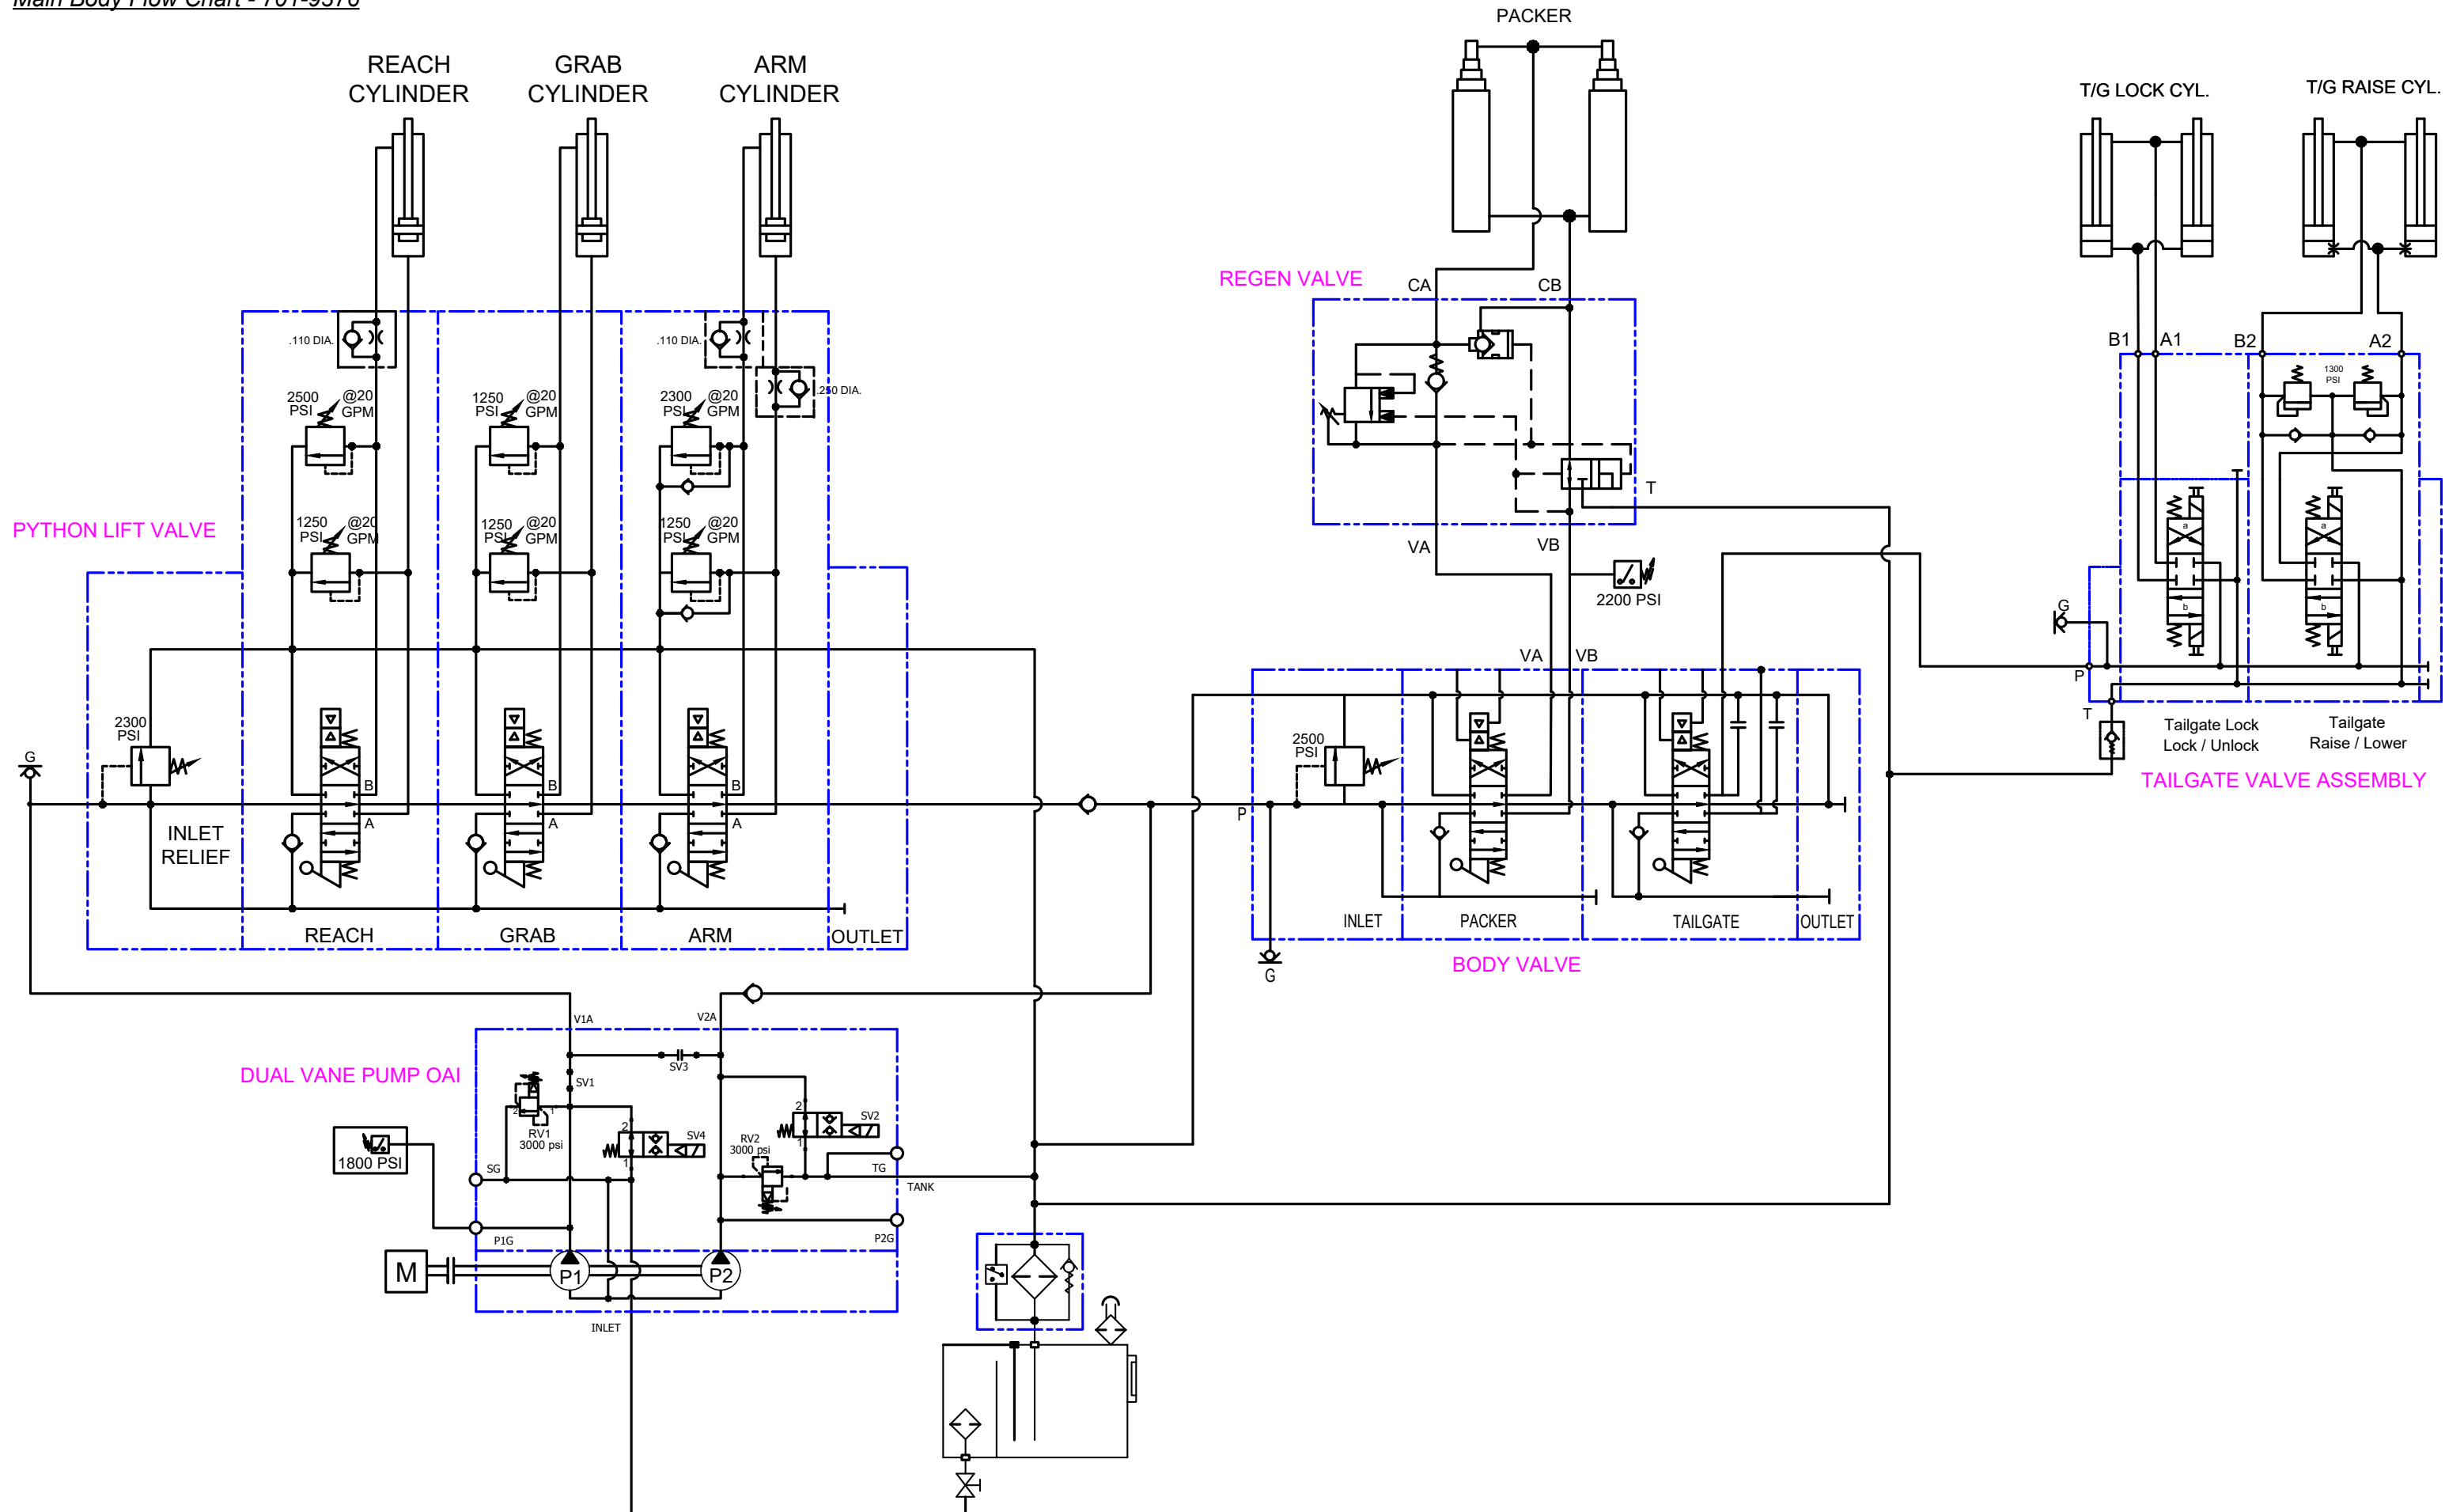 Main Body Flow Chart - 701-9376
PACKER
REACH
CYLINDER
GRAB
CYLINDER
ARM
CYLINDER
T/G LOCK CYL.
T/G RAISE CYL.
REGEN VALVE
CA
CB
.110 DIA.
.110 DIA.
.250 DIA.
B1
A1
B2
A2
1300
PSI
2500
PSI
@20
GPM
1250
PSI
@20
GPM
2300
PSI
@20
GPM
T
PYTHON LIFT VALVE
1250
PSI
@20
GPM
1250
PSI
@20
GPM
1250
PSI
@20
GPM
a
b
a
b
VA
VB
2200 PSI
G
VA
VB
P
T
Tailgate Lock
Lock / Unlock
Tailgate
Raise / Lower
TAILGATE VALVE ASSEMBLY
2300
PSI
G
2500
PSI
B
B
B
A
A
A
P
INLET
RELIEF
REACH
GRAB
ARM
OUTLET
INLET
PACKER
TAILGATE
OUTLET
BODY VALVE
G
V1A
V2A
DUAL VANE PUMP OAI
SV3
SV1
2
1
RV1
3000 psi
2
1
SV4
2
1
SV2
RV2
3000 psi
1800 PSI
SG
TG
TANK
P1G
P2G
M
P1
P2
INLET